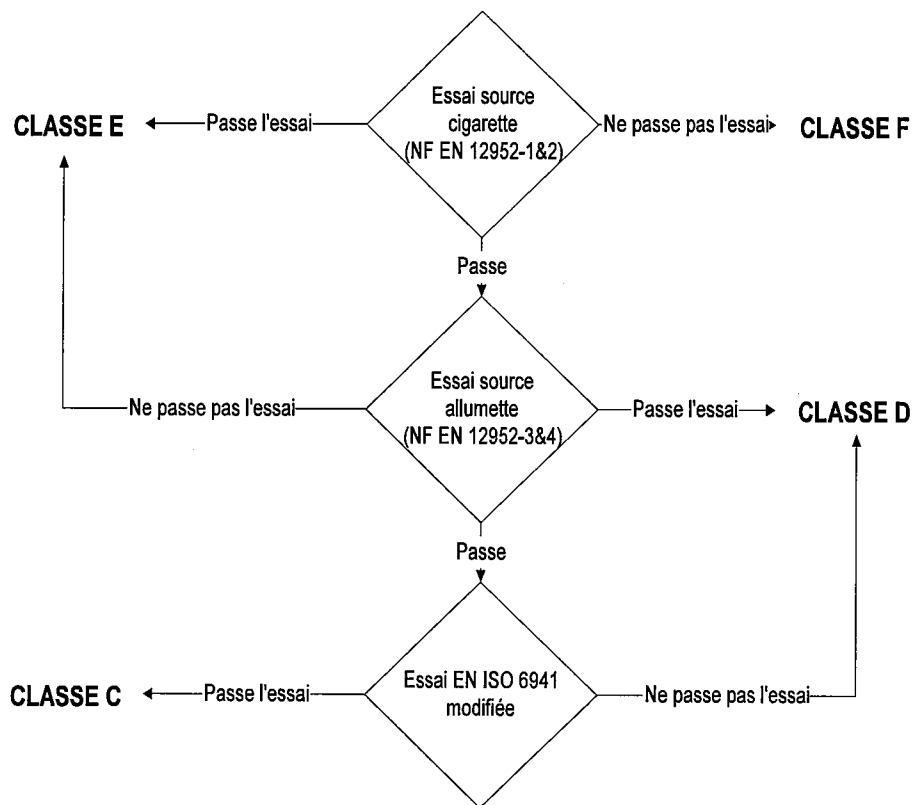 Essai source
cigarette
(NF EN 12952-1&2)
CLASSE E
Passe l'essai
Ne passe pas l'essai
CLASSE F
Passe
Essai source
allumette
(NF EN 12952-3&4)
Ne passe pas l'essai
Passe l'essai
CLASSE D
Passe
Essai EN ISO 6941
modifiée
CLASSE C
Passe l'essai
Ne passe pas l'essai